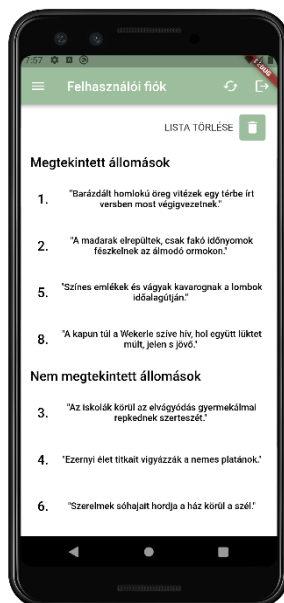 7:57
DEBUG
Felhasználói fiók
LISTA TÖRLÉSE
Megtekintett állomások
1. "Barázdált homlokú öreg vitézek egy térbe írt
versben most végigvezetnek."
2. "A madarak elrepültek, csak fakó időnyomok
fészkelnek az álmodó ormokon."
5. "Színes emlékek és vágyak kavarognak a lombok
időalagútján."
8. "A kapun túl a Wekerle szíve hív, hol együtt lüktet
múlt, jelen s jövő."
Nem megtekintett állomások
3. "Az iskolák körül az elvágyódás gyermekálmai
repkednek szerteszét."
4. "Ezernyi élet titkait vigyázzák a nemes platánok."
6. "Szerelmek sóhajait hordja a ház körül a szél."